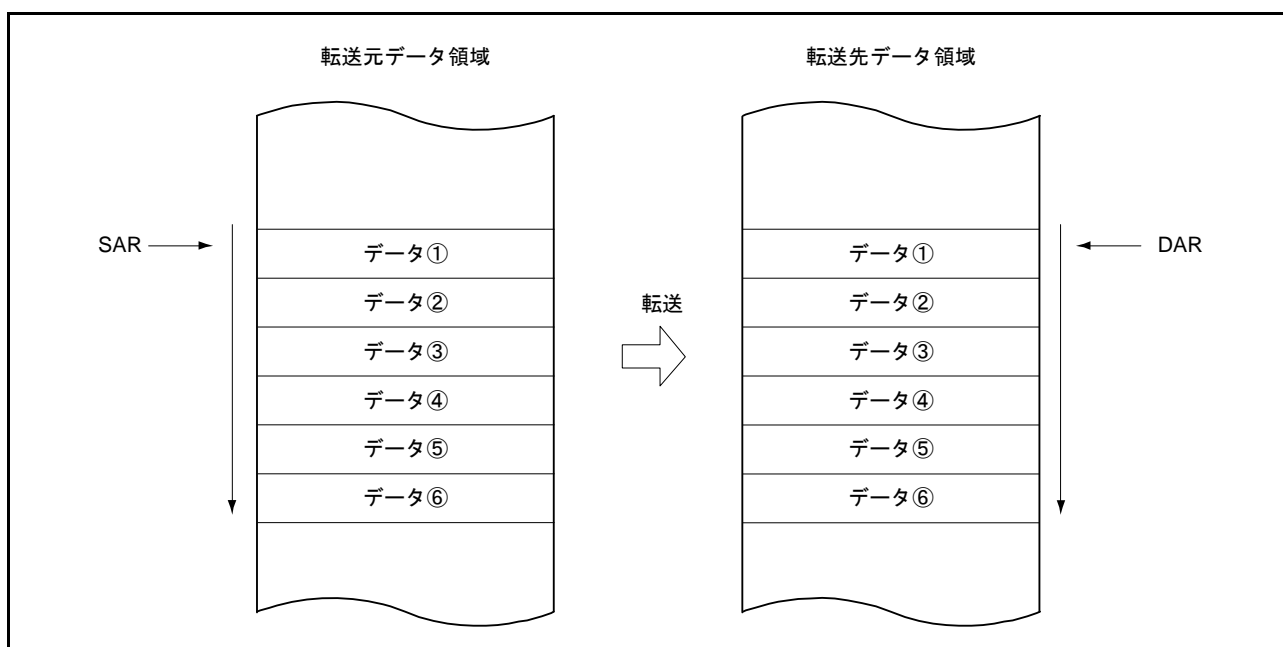 転送元データ領域
転送先データ領域
SAR
データ①
データ②
データ③
データ④
データ⑤
データ⑥
転送
データ①
データ②
データ③
データ④
データ⑤
データ⑥
DAR